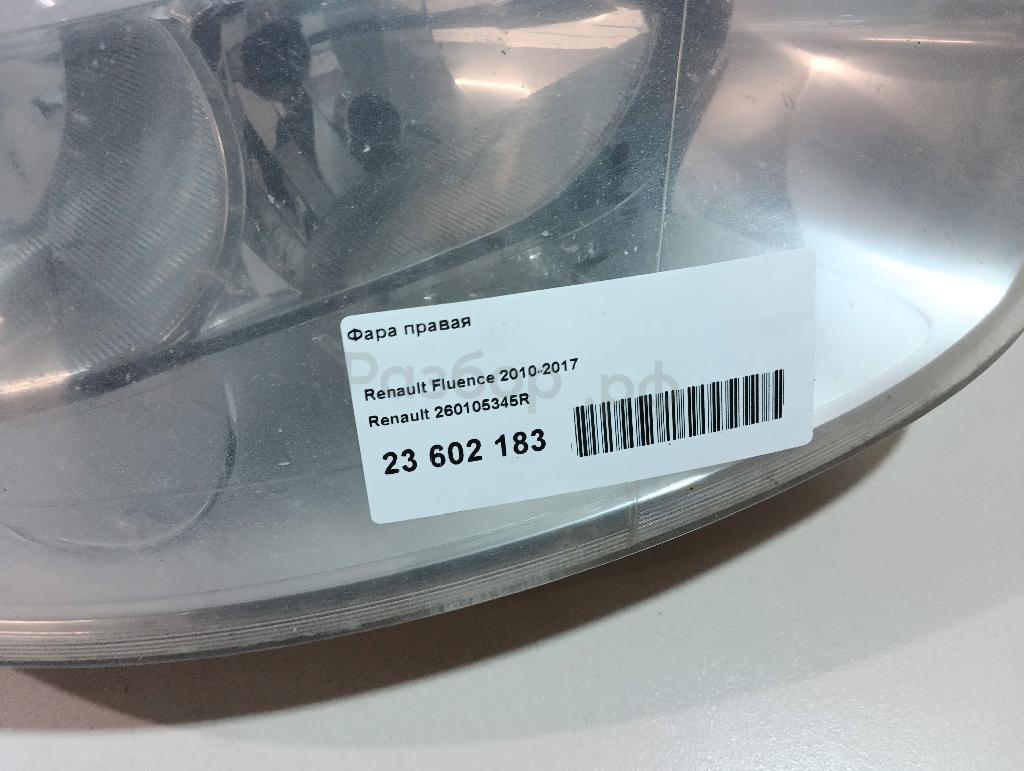 Фара правая
Разбор.рф
Renault Fluence 2010-2017
Renault 260105345R
23 602 183